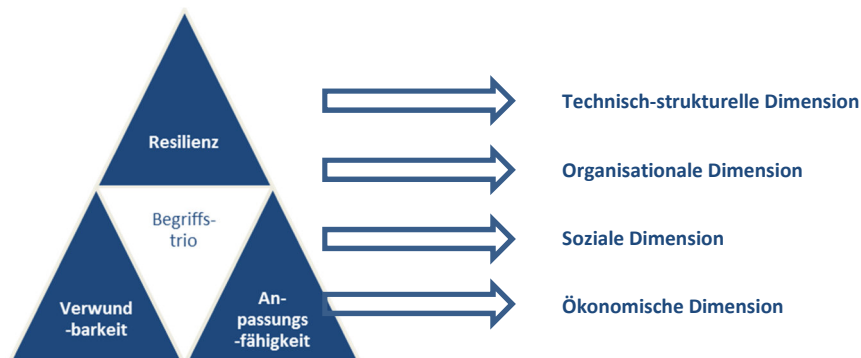 Resilienz
Begriffs-
trio
Verwund
-barkeit
An-
passungs
-fähigkeit
Technisch-strukturelle Dimension
Organisationale Dimension
Soziale Dimension
Ökonomische Dimension